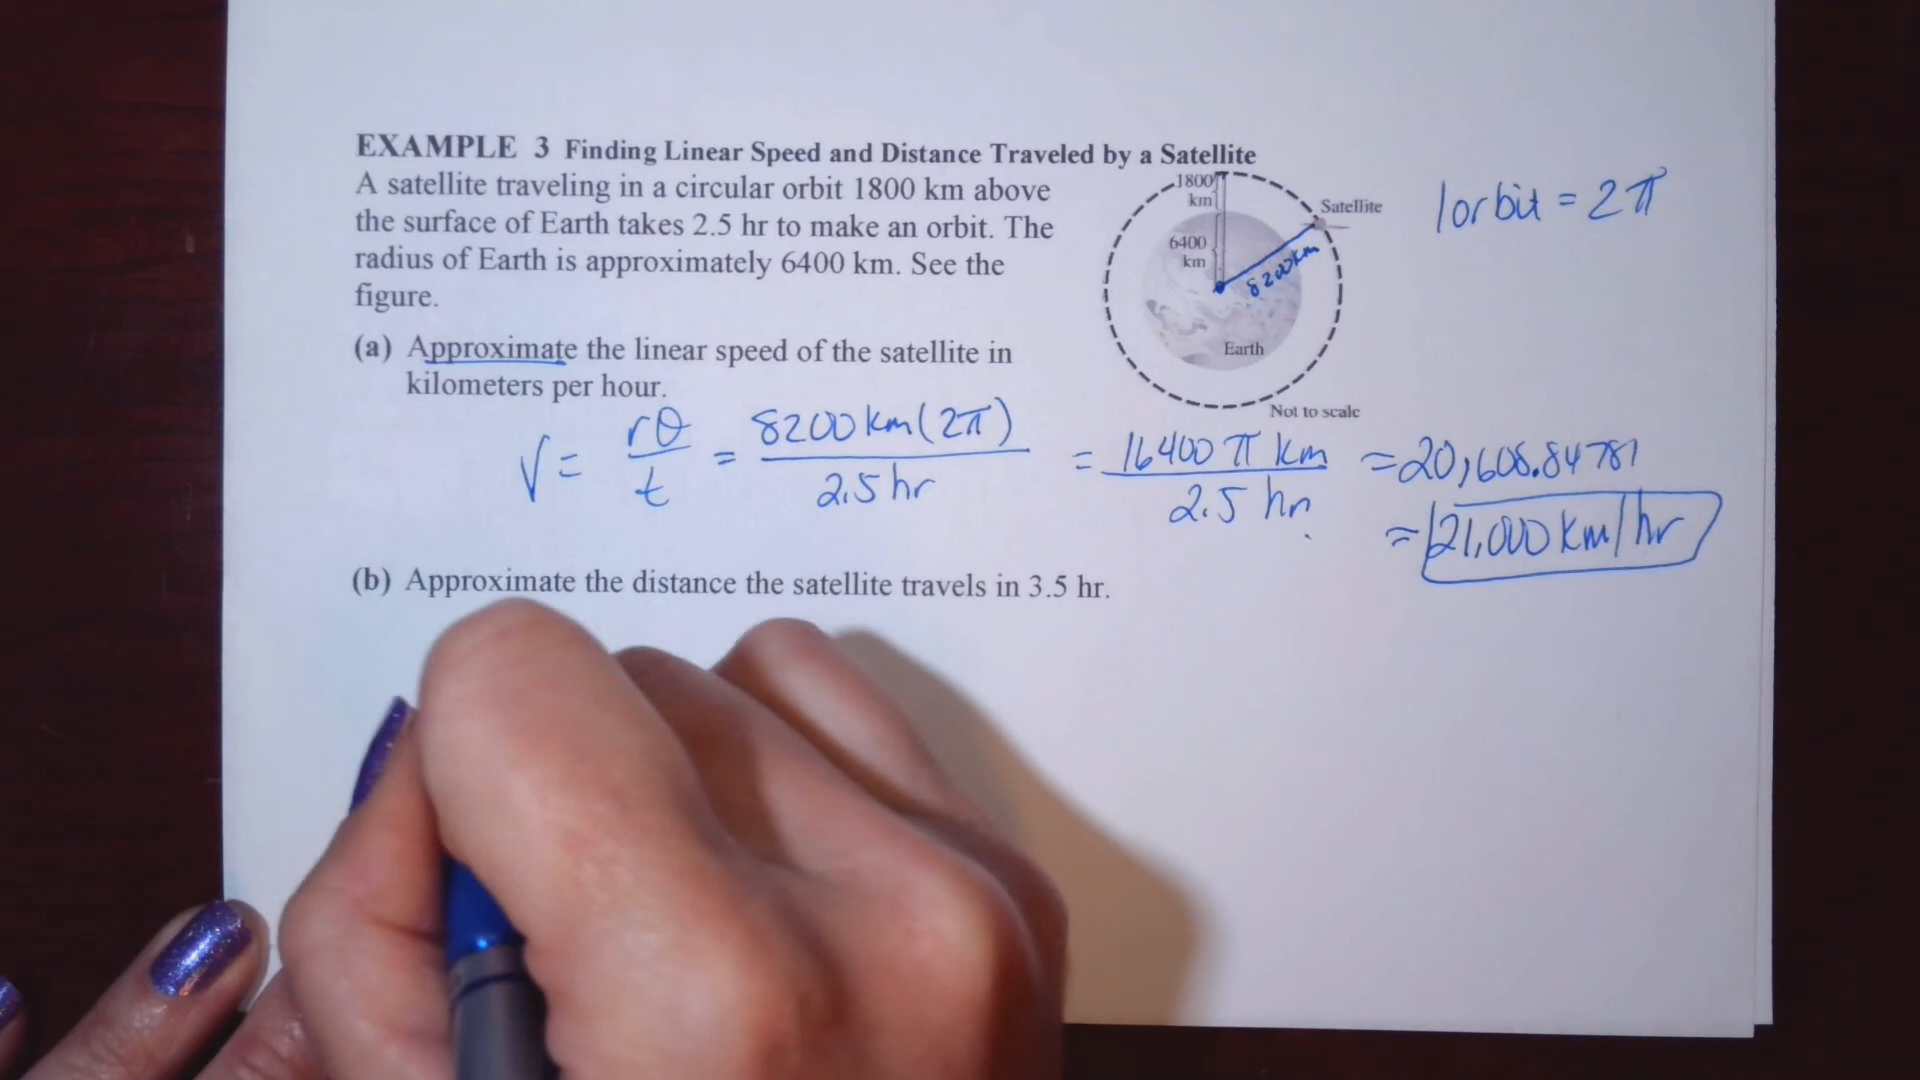 EXAMPLE 3 Finding Linear Speed and Distance Traveled by a Satellite
A satellite traveling in a circular orbit 1800 km above
the surface of Earth takes 2.5 hr to make an orbit. The
radius of Earth is approximately 6400 km. See the
figure.
1800
km
6400
km
Satellite
8200km
Earth
Not to scale
1 orbit = 2π
(a) Approximate the linear speed of the satellite in
kilometers per hour.
V = rθ/t = 8200 km (2π)/2.5 hr = 16400 π km/2.5 hr = 20,608.84781
= 21,000 km/hr
(b) Approximate the distance the satellite travels in 3.5 hr.